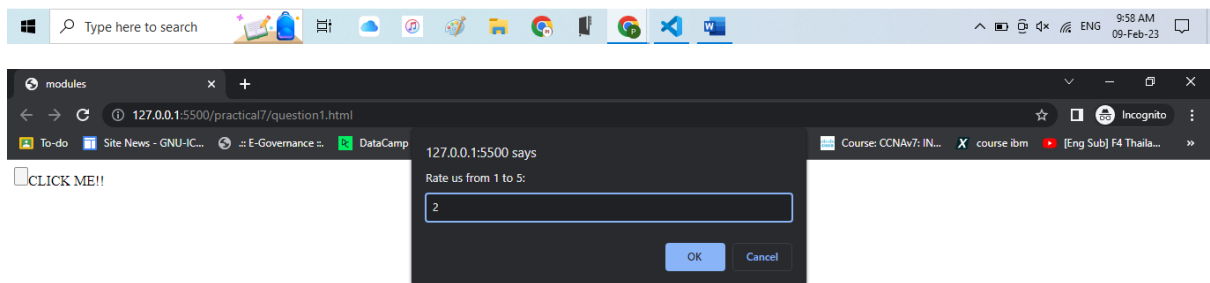 Type here to search
ENG
9:58 AM
09-Feb-23
modules
127.0.0.1:5500/practical7/question1.html
Incognito
To-do Site News - GNU-IC... .:: E-Governance ::. DataCamp Course: CCNAv7: IN... course ibm [Eng Sub] F4 Thaila... »
127.0.0.1:5500 says
Rate us from 1 to 5:
CLICK ME!!
2
OK Cancel